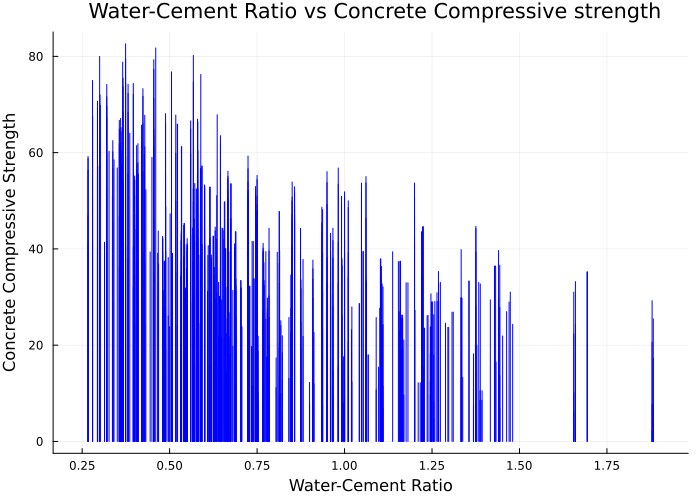 Water-Cement Ratio vs Concrete Compressive strength
Concrete Compressive Strength
80
60
40
20
0
0.25 0.50 0.75 1.00 1.25 1.50 1.75
Water-Cement Ratio